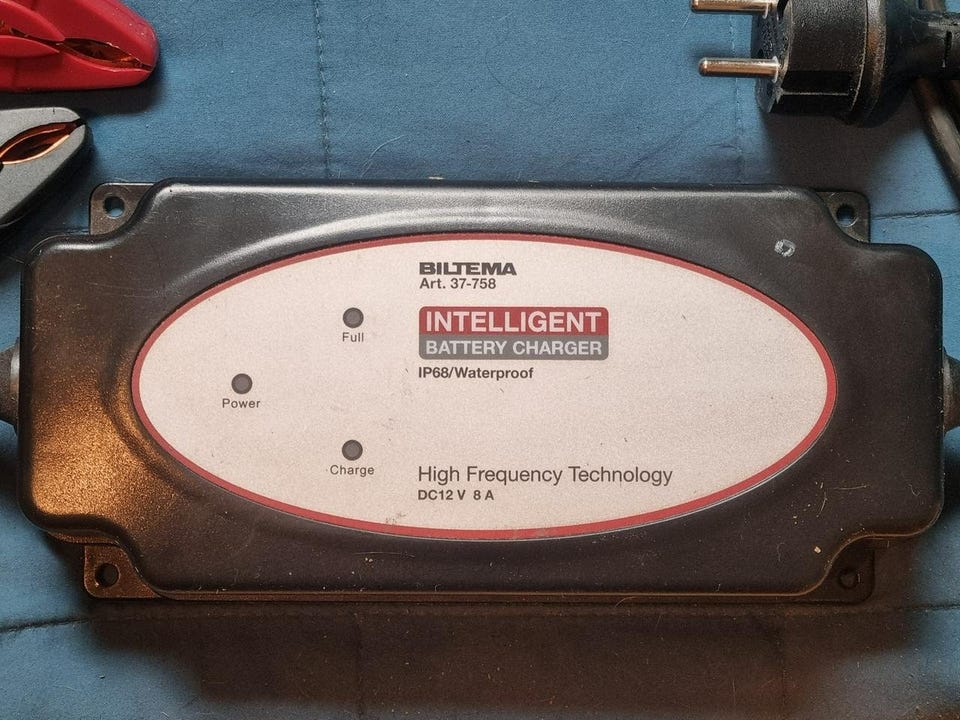 BILTEMA
Art. 37-758
Full
INTELLIGENT
BATTERY CHARGER
IP68/Waterproof
Power
Charge
High Frequency Technology
DC12 V 8 A